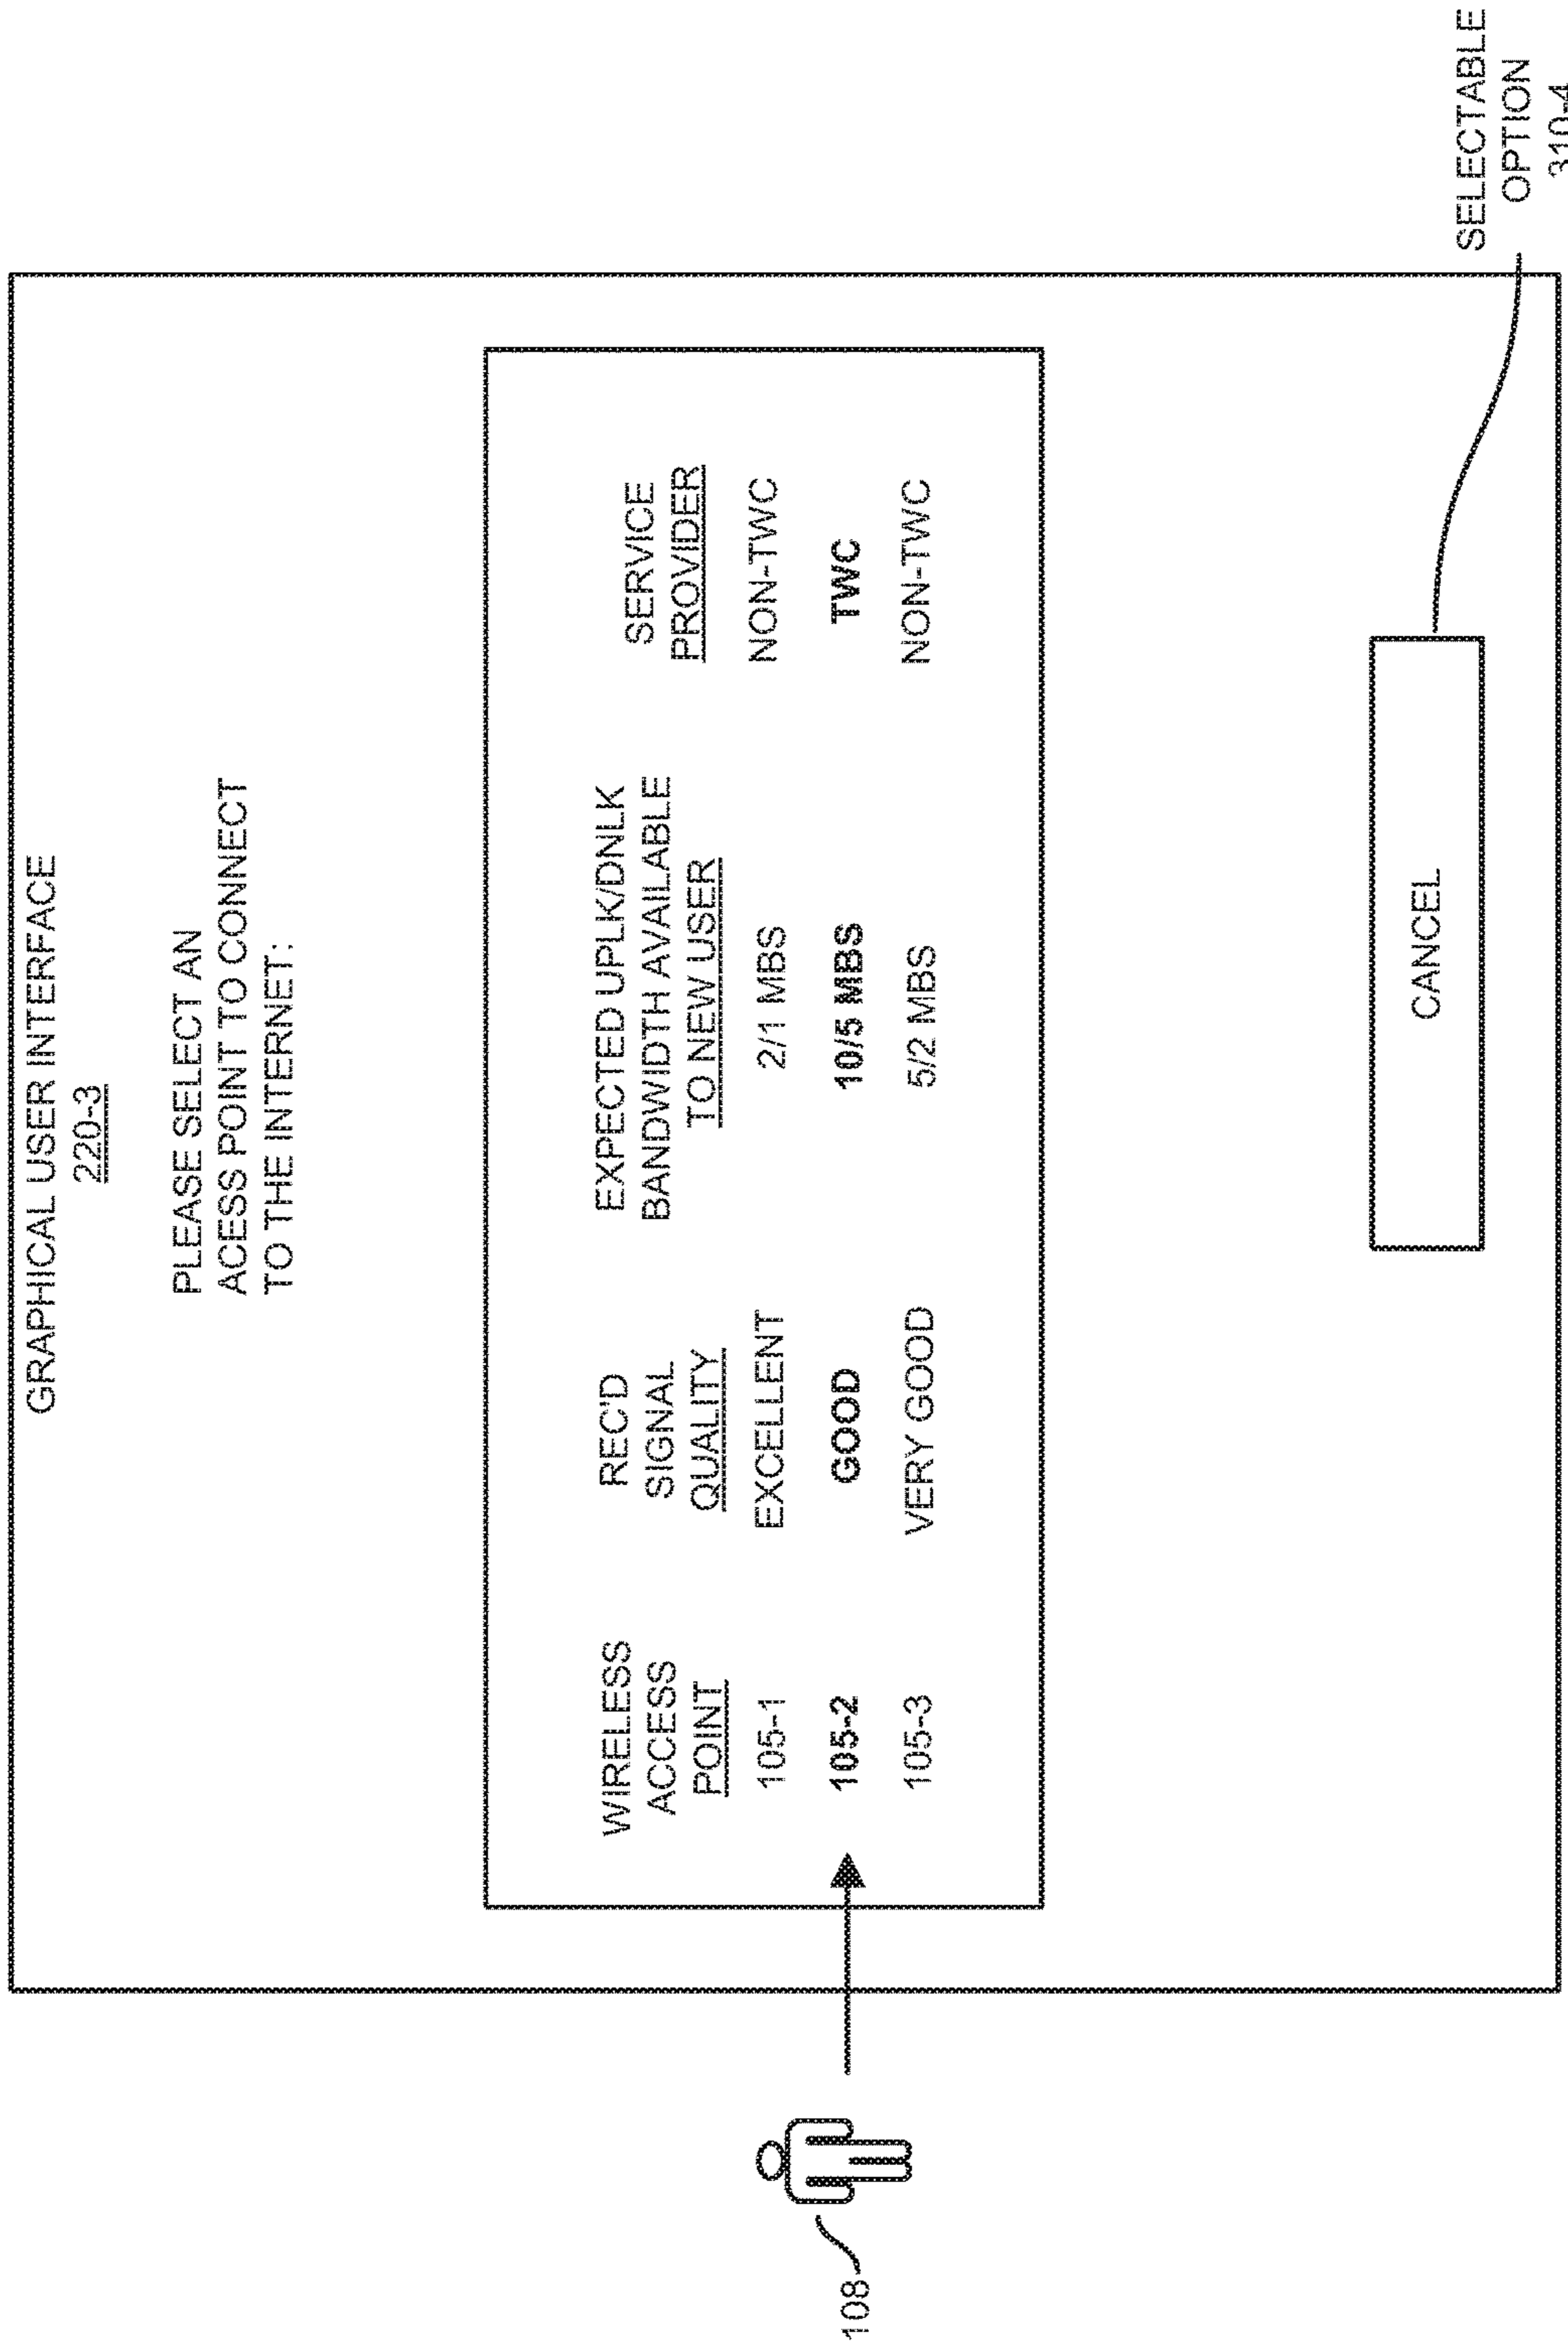 GRAPHICAL USER INTERFACE
220-3
PLEASE SELECT AN
ACESS POINT TO CONNECT
TO THE INTERNET:
WIRELESS
ACCESS
POINT
REC'D
SIGNAL
QUALITY
EXPECTED UPLK/DNLK
BANDWIDTH AVAILABLE
TO NEW USER
SERVICE
PROVIDER
105-1 EXCELLENT 2/1 MBS NON-TWC
105-2 GOOD 10/5 MBS TWC
105-3 VERY GOOD 5/2 MBS NON-TWC
108
CANCEL
SELECTABLE
OPTION
310-4